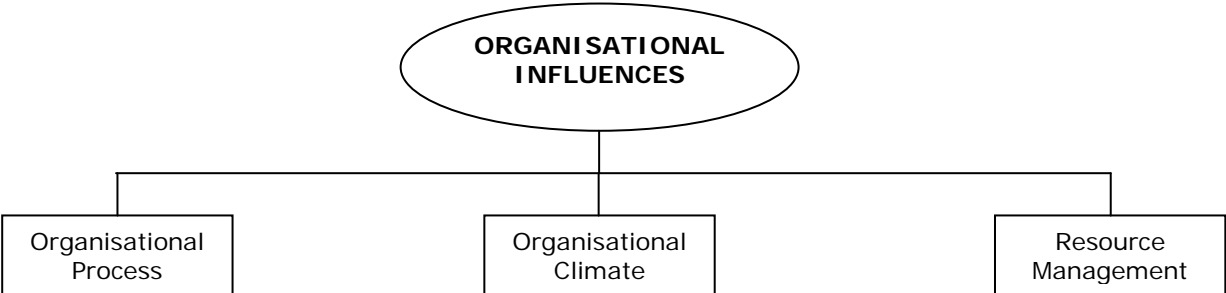 ORGANISATIONAL
INFLUENCES
Organisational
Process
Organisational
Climate
Resource
Management